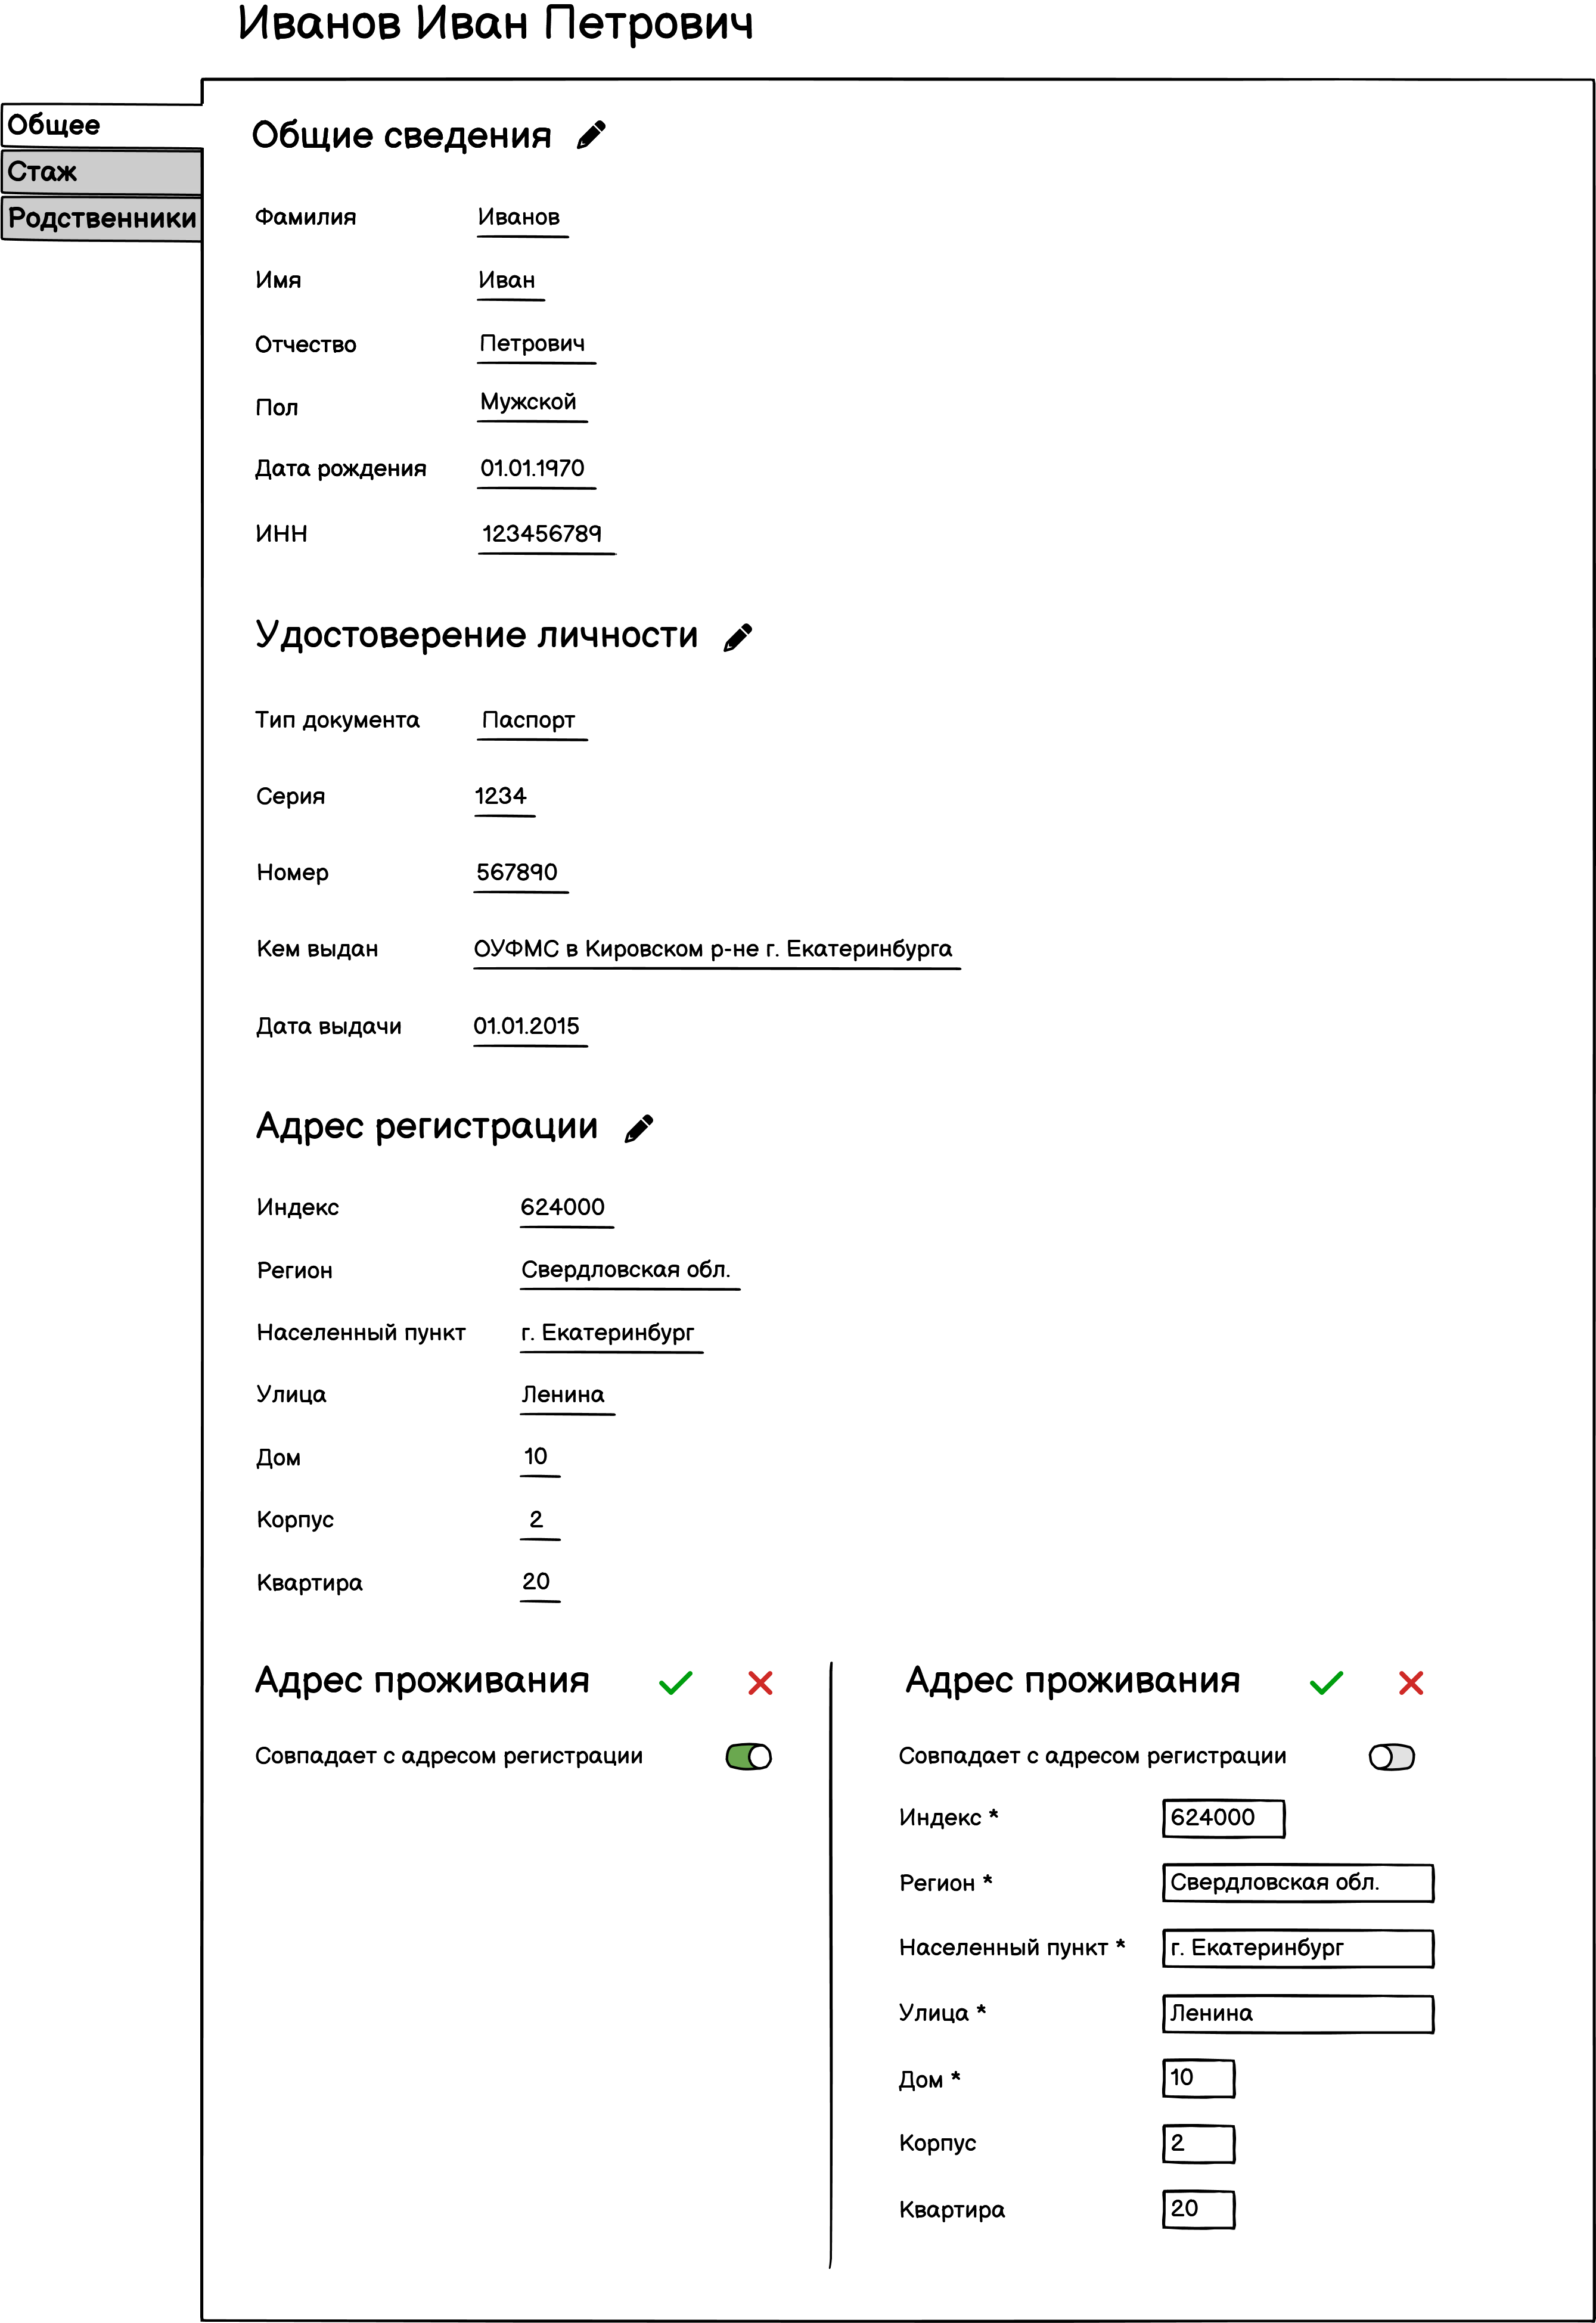 Иванов Иван Петрович
Общее
Стаж
Родственники
Общие сведения
Фамилия Иванов
Имя Иван
Отчество Петрович
Пол Мужской
Дата рождения 01.01.1970
ИНН 123456789
Удостоверение личности
Тип документа Паспорт
Серия 1234
Номер 567890
Кем выдан ОУФМС в Кировском р-не г. Екатеринбурга
Дата выдачи 01.01.2015
Адрес регистрации
Индекс 624000
Регион Свердловская обл.
Населенный пункт г. Екатеринбург
Улица Ленина
Дом 10
Корпус 2
Квартира 20
Адрес проживания
Совпадает с адресом регистрации
Адрес проживания
Совпадает с адресом регистрации
Индекс * 624000
Регион * Свердловская обл.
Населенный пункт * г. Екатеринбург
Улица * Ленина
Дом * 10
Корпус 2
Квартира 20